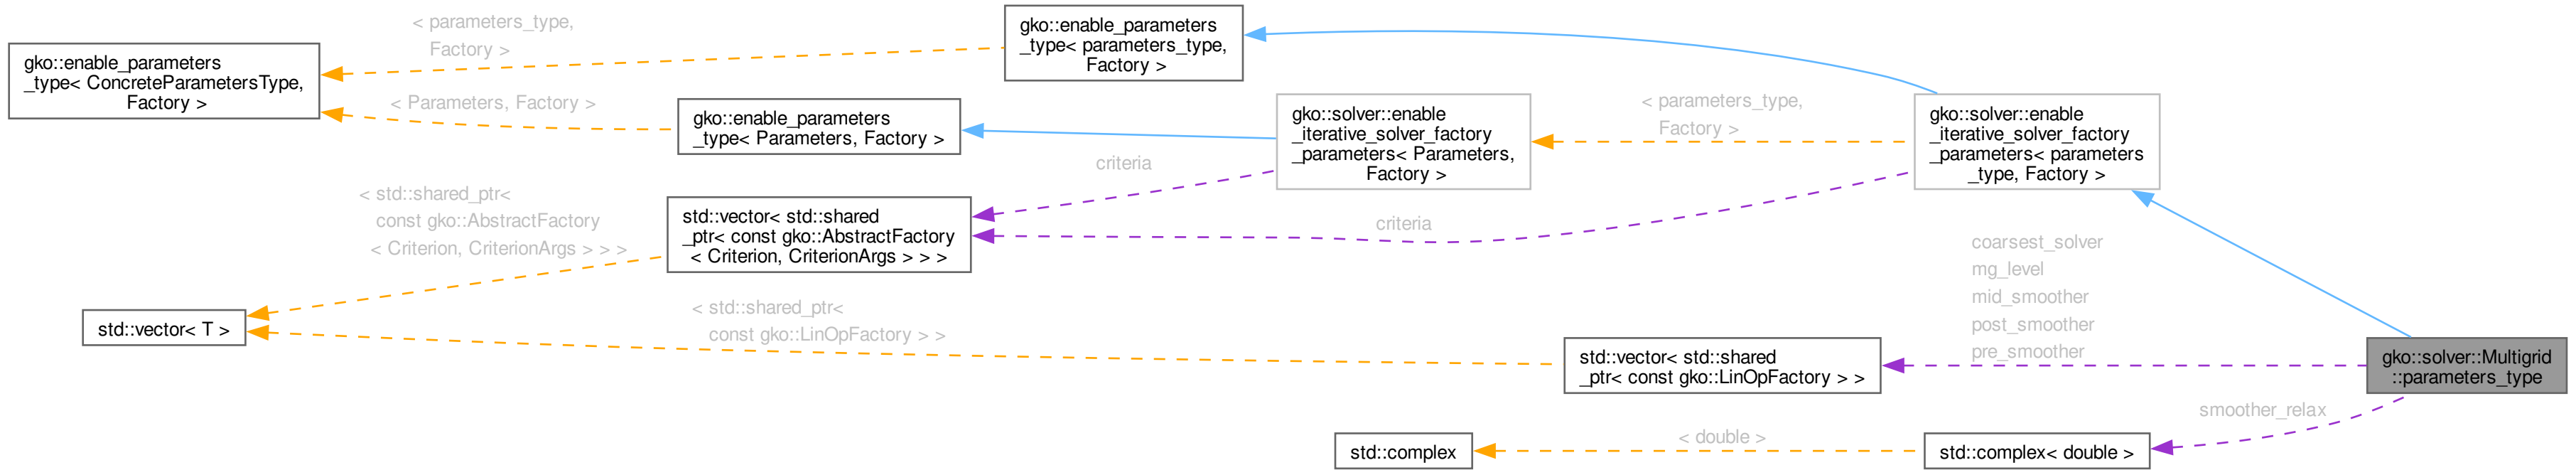 < parameters_type,
Factory >
gko::enable_parameters
_type< parameters_type,
Factory >
gko::enable_parameters
_type< ConcreteParametersType,
Factory >
< Parameters, Factory >
gko::enable_parameters
_type< Parameters, Factory >
gko::solver::enable
_iterative_solver_factory
_parameters< Parameters,
Factory >
< parameters_type,
Factory >
gko::solver::enable
_iterative_solver_factory
_parameters< parameters
_type, Factory >
criteria
criteria
< std::shared_ptr<
const gko::AbstractFactory
< Criterion, CriterionArgs > > >
std::vector< std::shared
_ptr< const gko::AbstractFactory
< Criterion, CriterionArgs > > >
std::vector< T >
< std::shared_ptr<
const gko::LinOpFactory > >
coarsest_solver
mg_level
mid_smoother
post_smoother
pre_smoother
std::vector< std::shared
_ptr< const gko::LinOpFactory > >
gko::solver::Multigrid
::parameters_type
smoother_relax
std::complex
< double >
std::complex< double >